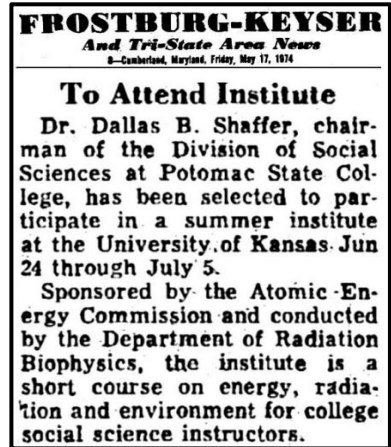 FROSTBURG-KEYSER
And Tri-State Area News
8—Cumberland, Maryland, Friday, May 17, 1974
To Attend Institute
Dr. Dallas B. Shaffer, chair-
man of the Division of Social
Sciences at Potomac State Col-
lege, has been selected to par-
ticipate in a summer institute
at the University of Kansas Jun
24 through July 5.
Sponsored by the Atomic En-
ergy Commission and conducted
by the Department of Radiation
Biophysics, the institute is a
short course on energy, radia-
tion and environment for college
social science instructors.